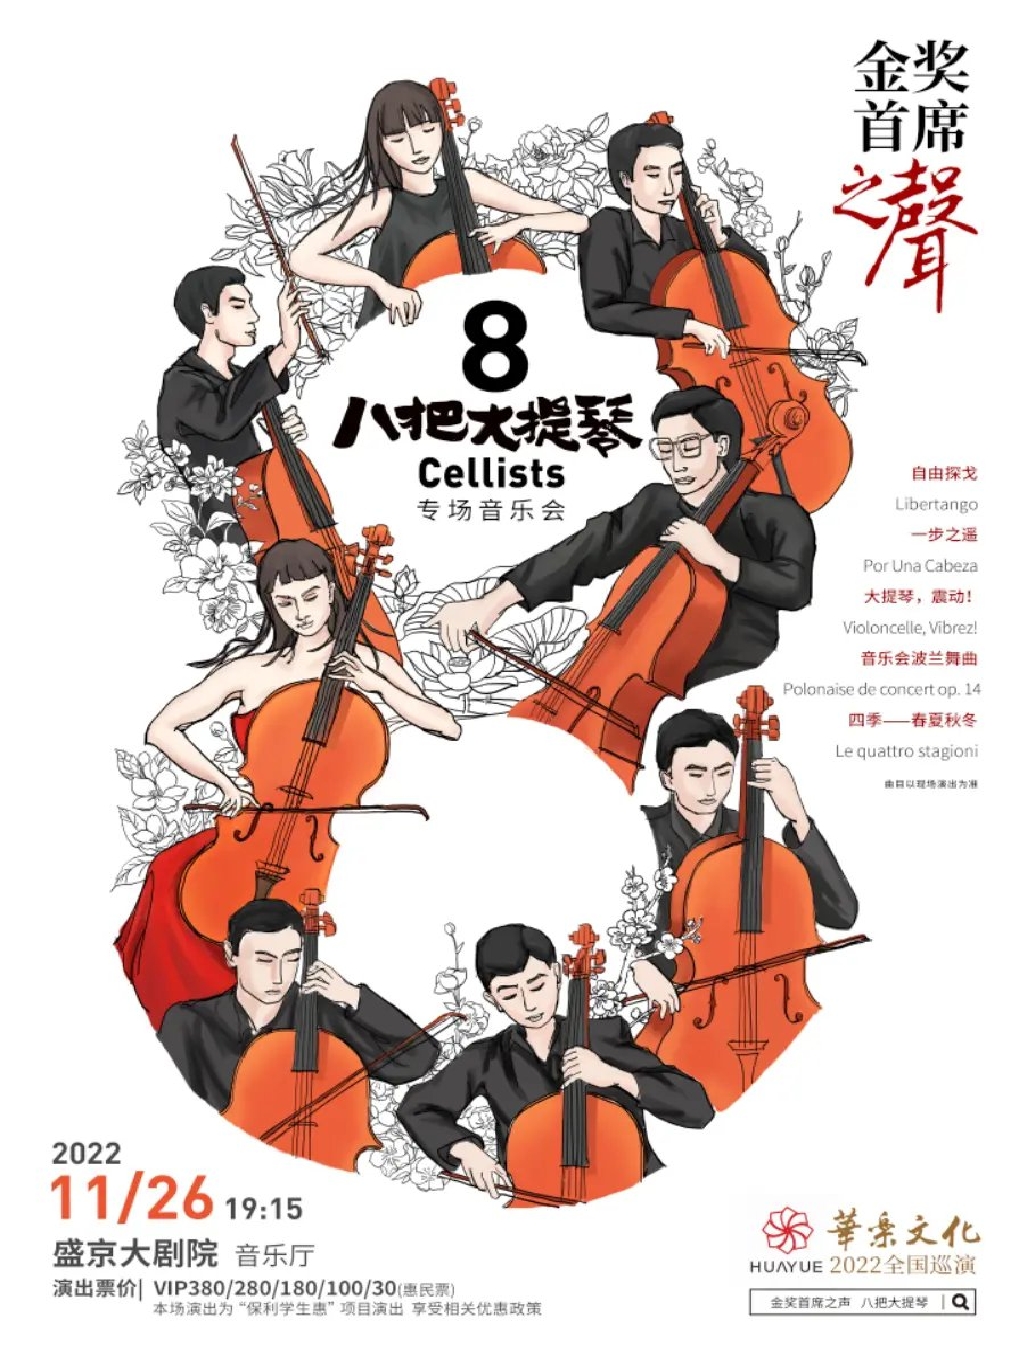 金奖
首席
之聲
8
八把大提琴
Cellists
专场音乐会
自由探戈
Libertango
一步之遥
Por Una Cabeza
大提琴，震动！
Violoncelle, Vibrez!
音乐会波兰舞曲
Polonaise de concert op. 14
四季——春夏秋冬
Le quattro stagioni
曲目以现场演出为准
2022
11/26 19:15
盛京大剧院 音乐厅
演出票价| VIP380/280/180/100/30(惠民票)
本场演出为“保利学生惠”项目演出 享受相关优惠政策
華乐文化
HUAYUE 2022全国巡演
金奖首席之声 八把大提琴